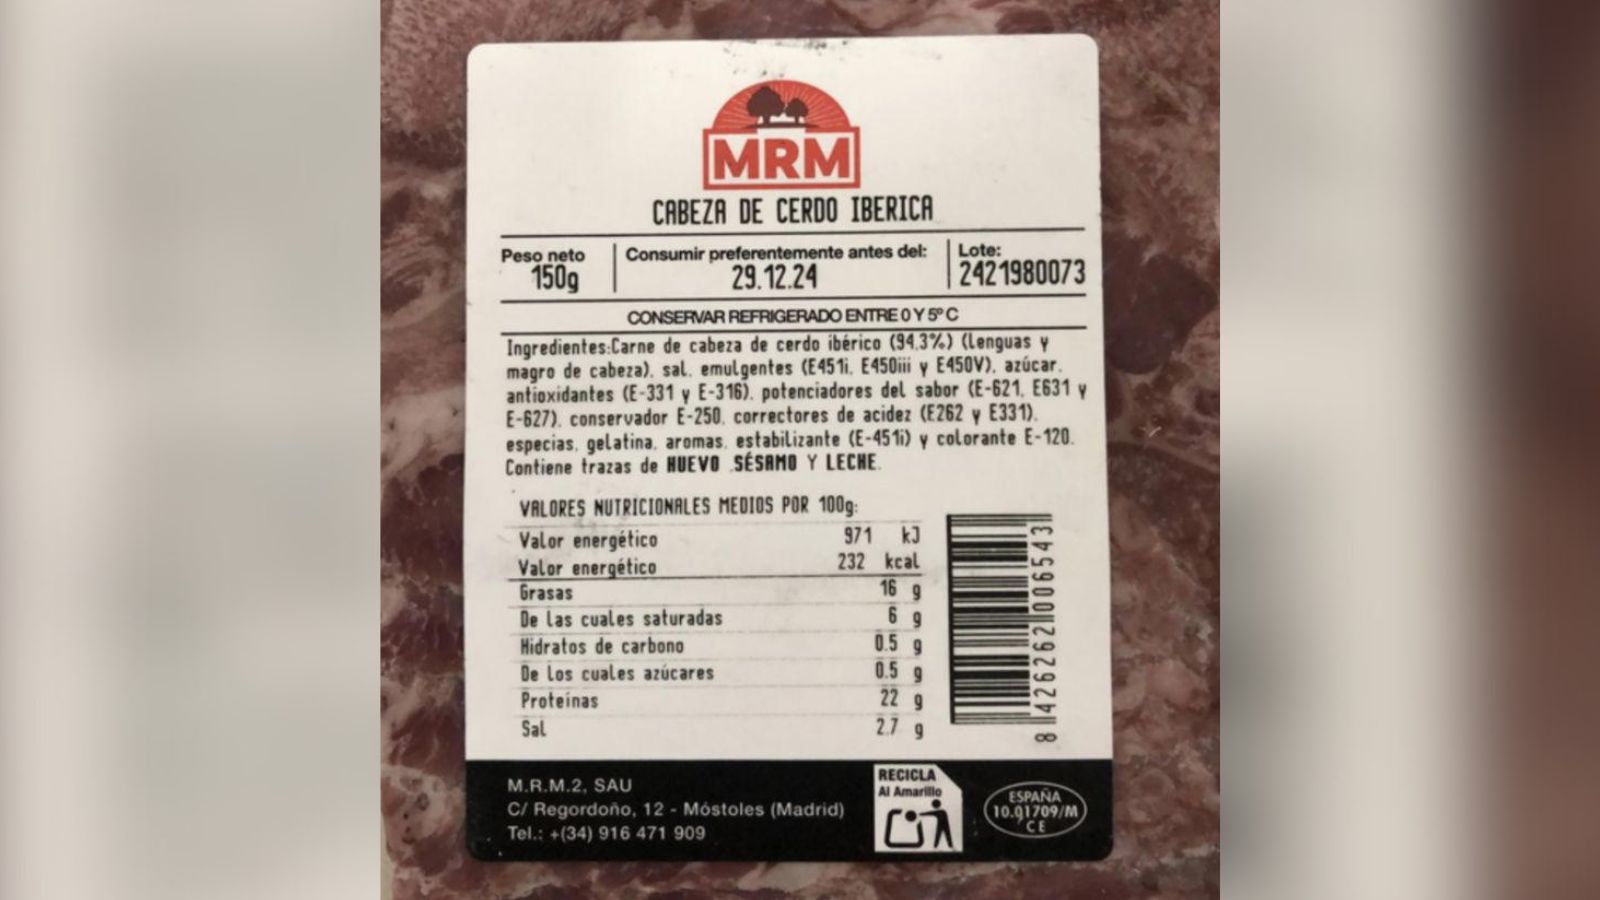 MRM
CABEZA DE CERDO IBERICA
Peso neto
150g
Consumir preferentemente antes del:
29.12.24
Lote:
2421980073
CONSERVAR REFRIGERADO ENTRE 0 Y 5º C
Ingredientes:Carne de cabeza de cerdo ibérico (94.3%) (Lenguas y
magro de cabeza), sal, emulgentes (E451i, E450iii y E450V), azúcar,
antioxidantes (E-331 y E-316), potenciadores del sabor (E-621, E631 y
E-627), conservador E-250, correctores de acidez (E262 y E331),
especias, gelatina, aromas, estabilizante (E-451i) y colorante E-120.
Contiene trazas de HUEVO ,SÉSAMO Y LECHE.
VALORES NUTRICIONALES MEDIOS POR 100g:
Valor energético 971 kJ
Valor energético 232 kcal
Grasas 16 g
De las cuales saturadas 6 g
Hidratos de carbono 0.5 g
De los cuales azúcares 0.5 g
Proteínas 22 g
Sal 2.7 g
8 426262 006543
M.R.M.2, SAU
C/ Regordoño, 12 - Móstoles (Madrid)
Tel.: +(34) 916 471 909
RECICLA
Al Amarillo
ESPAÑA
10.01709/M
CE